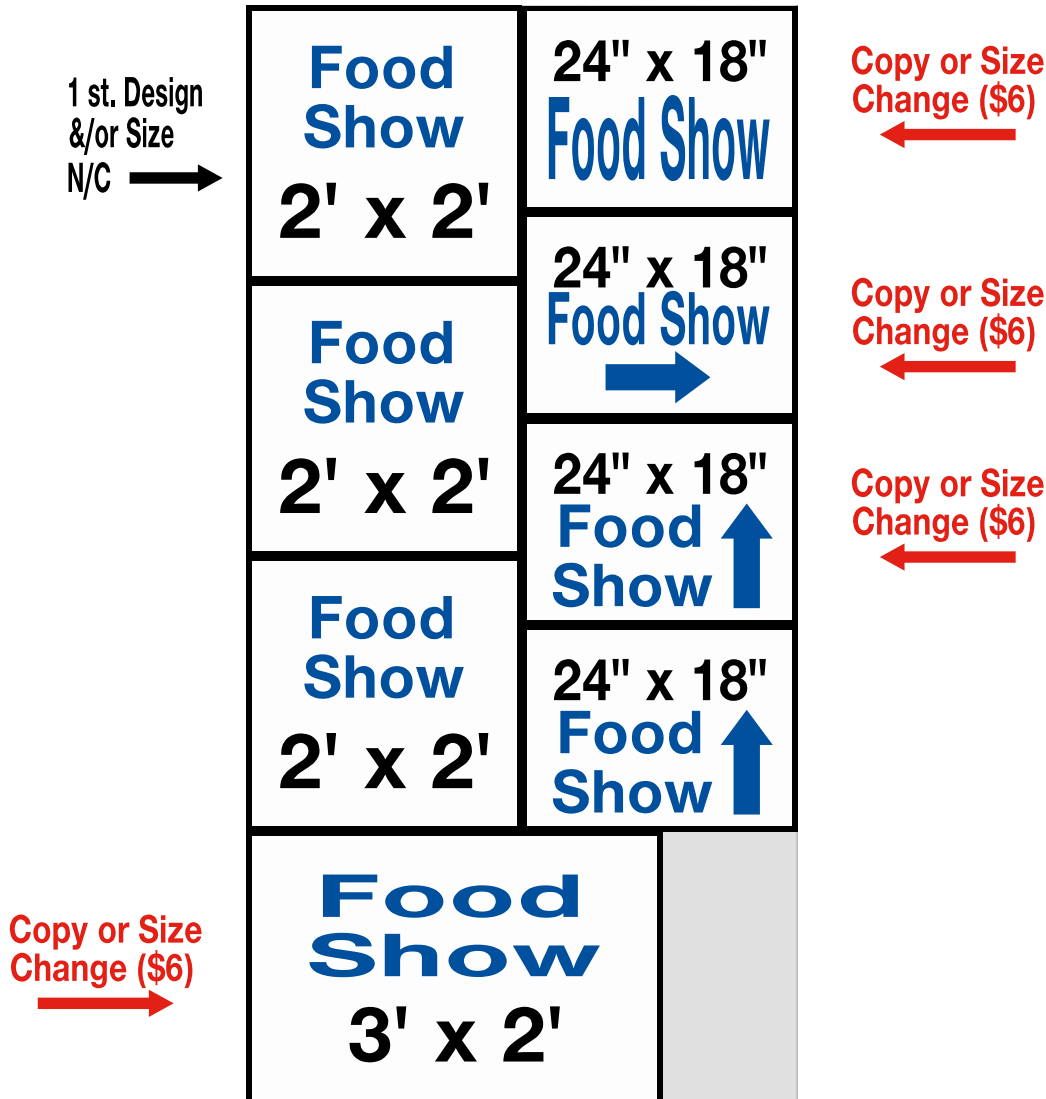 1 st. Design
&/or Size
N/C
Food
Show
2' x 2'
Food
Show
2' x 2'
Food
Show
2' x 2'
24" x 18"
Food Show
24" x 18"
Food Show
24" x 18"
Food
Show
24" x 18"
Food
Show
Copy or Size
Change ($6)
Copy or Size
Change ($6)
Copy or Size
Change ($6)
Copy or Size
Change ($6)
Food
Show
3' x 2'